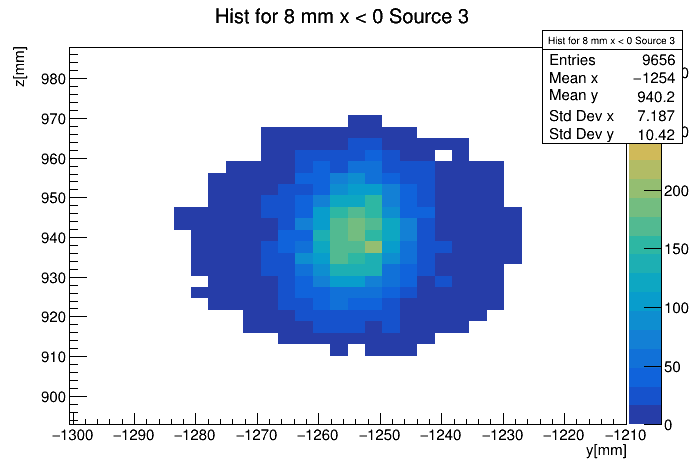 Hist for 8 mm x < 0 Source 3
z[mm]
Hist for 8 mm x < 0 Source 3
Entries 9656
Mean x −1254
Mean y 940.2
Std Dev x 7.187
Std Dev y 10.42
980
970
960
950
940
930
920
910
900
200
150
100
50
0
−1300 −1290 −1280 −1270 −1260 −1250 −1240 −1230 −1220 −1210
y[mm]